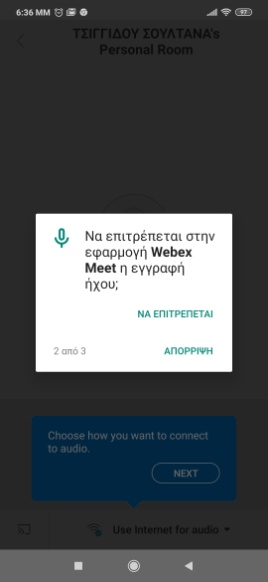 6:36 MM
97
ΤΣΙΓΓΙΔΟΥ ΣΟΥΛΤΑΝΑ's
Personal Room
Να επιτρέπεται στην
εφαρμογή Webex
Meet η εγγραφή
ήχου;
ΝΑ ΕΠΙΤΡΕΠΕΤΑΙ
2 από 3
ΑΠΟΡΡΙΨΗ
Choose how you want to connect
to audio.
NEXT
Use Internet for audio